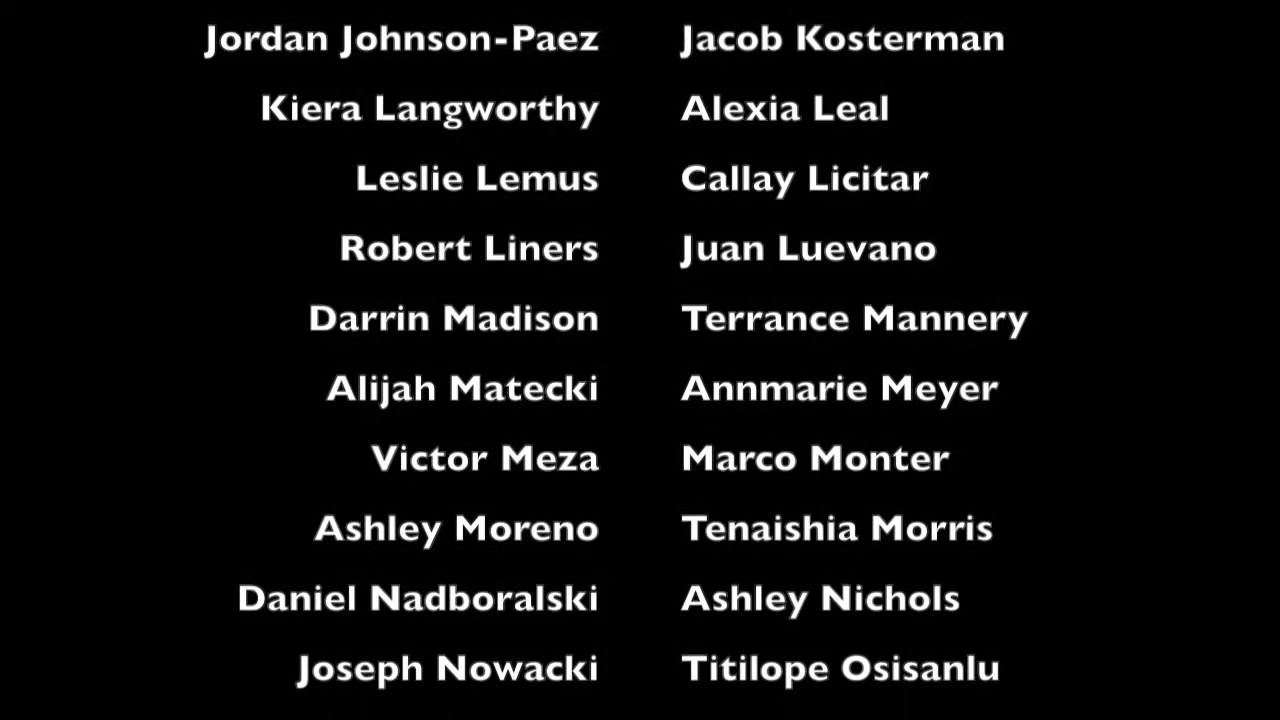 Jordan Johnson-Paez Jacob Kosterman
Kiera Langworthy Alexia Leal
Leslie Lemus Callay Licitar
Robert Liners Juan Luevano
Darrin Madison Terrance Mannery
Alijah Matecki Annmarie Meyer
Victor Meza Marco Monter
Ashley Moreno Tenaishia Morris
Daniel Nadboralski Ashley Nichols
Joseph Nowacki Titilope Osisanlu